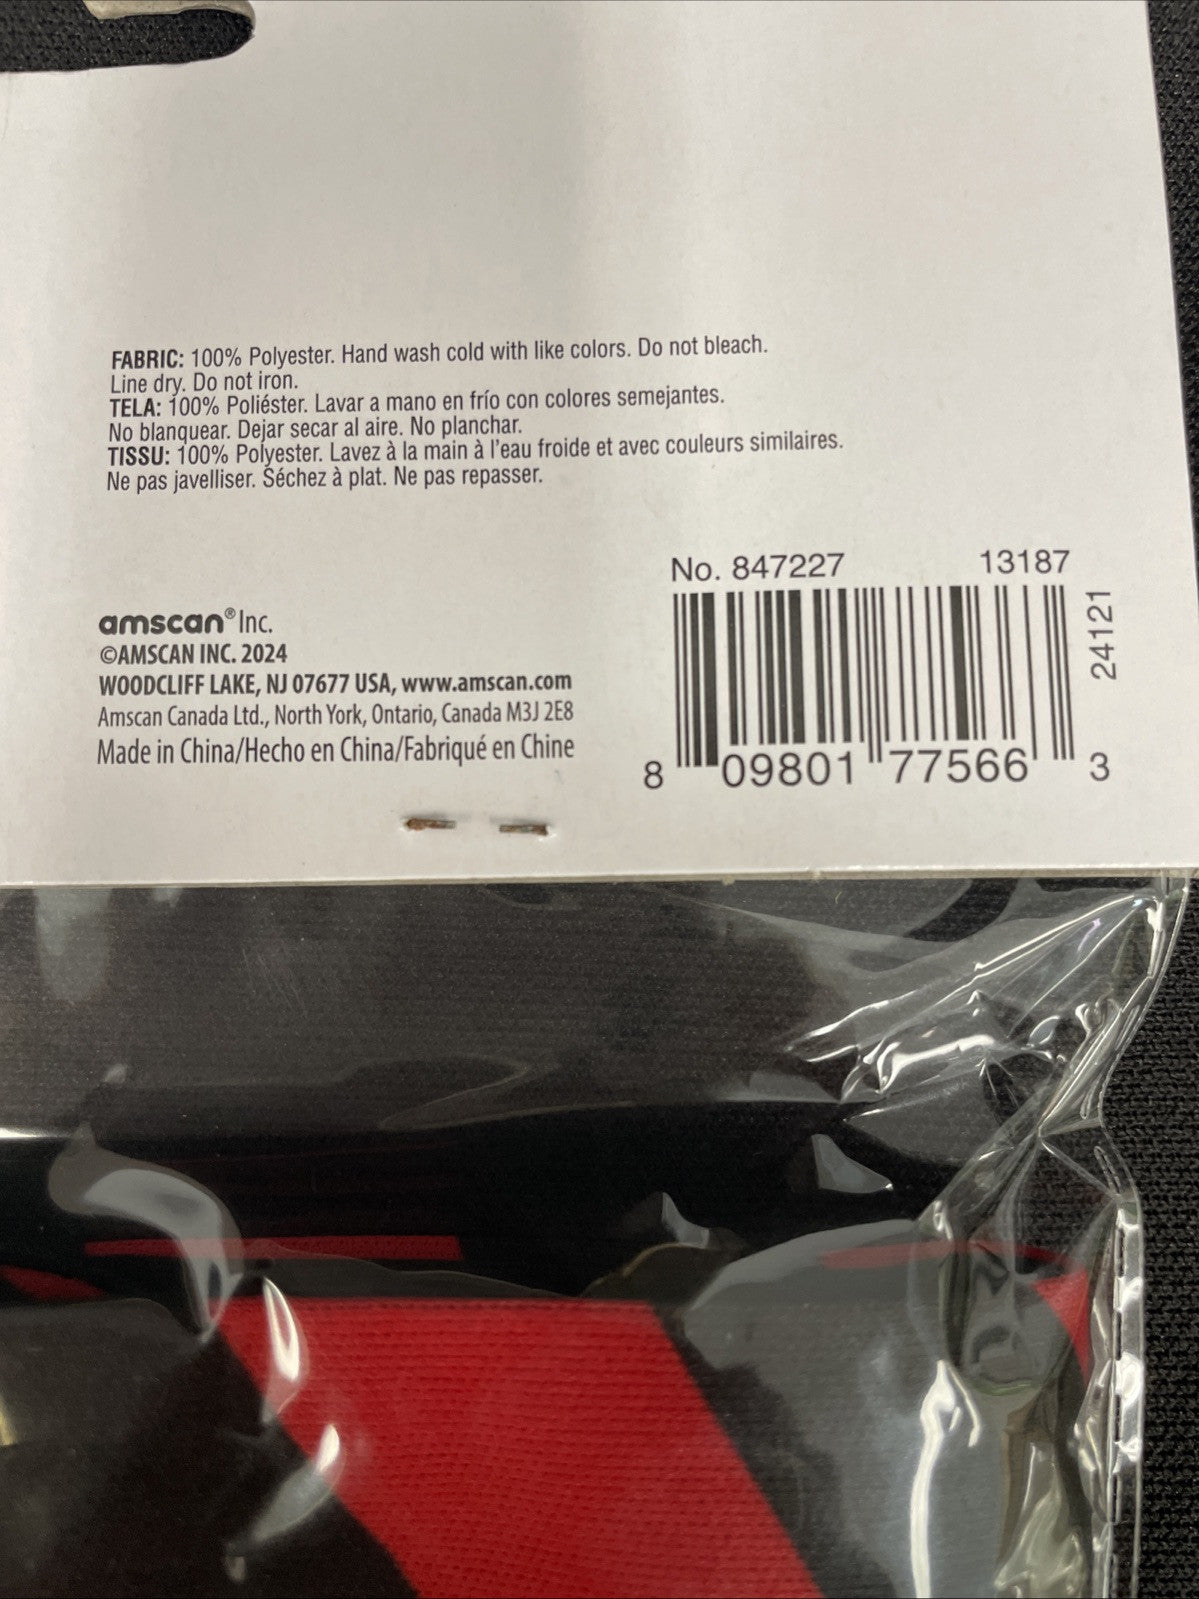 FABRIC: 100% Polyester. Hand wash cold with like colors. Do not bleach.
Line dry. Do not iron.
TELA: 100% Poliéster. Lavar a mano en frío con colores semejantes.
No blanquear. Dejar secar al aire. No planchar.
TISSU: 100% Polyester. Lavez à la main à l'eau froide et avec couleurs similaires.
Ne pas javelliser. Séchez à plat. Ne pas repasser.
No. 847227 13187
24121
8 09801 77566 3
amscan® Inc.
©AMSCAN INC. 2024
WOODCLIFF LAKE, NJ 07677 USA, www.amscan.com
Amscan Canada Ltd., North York, Ontario, Canada M3J 2E8
Made in China/Hecho en China/Fabriqué en Chine